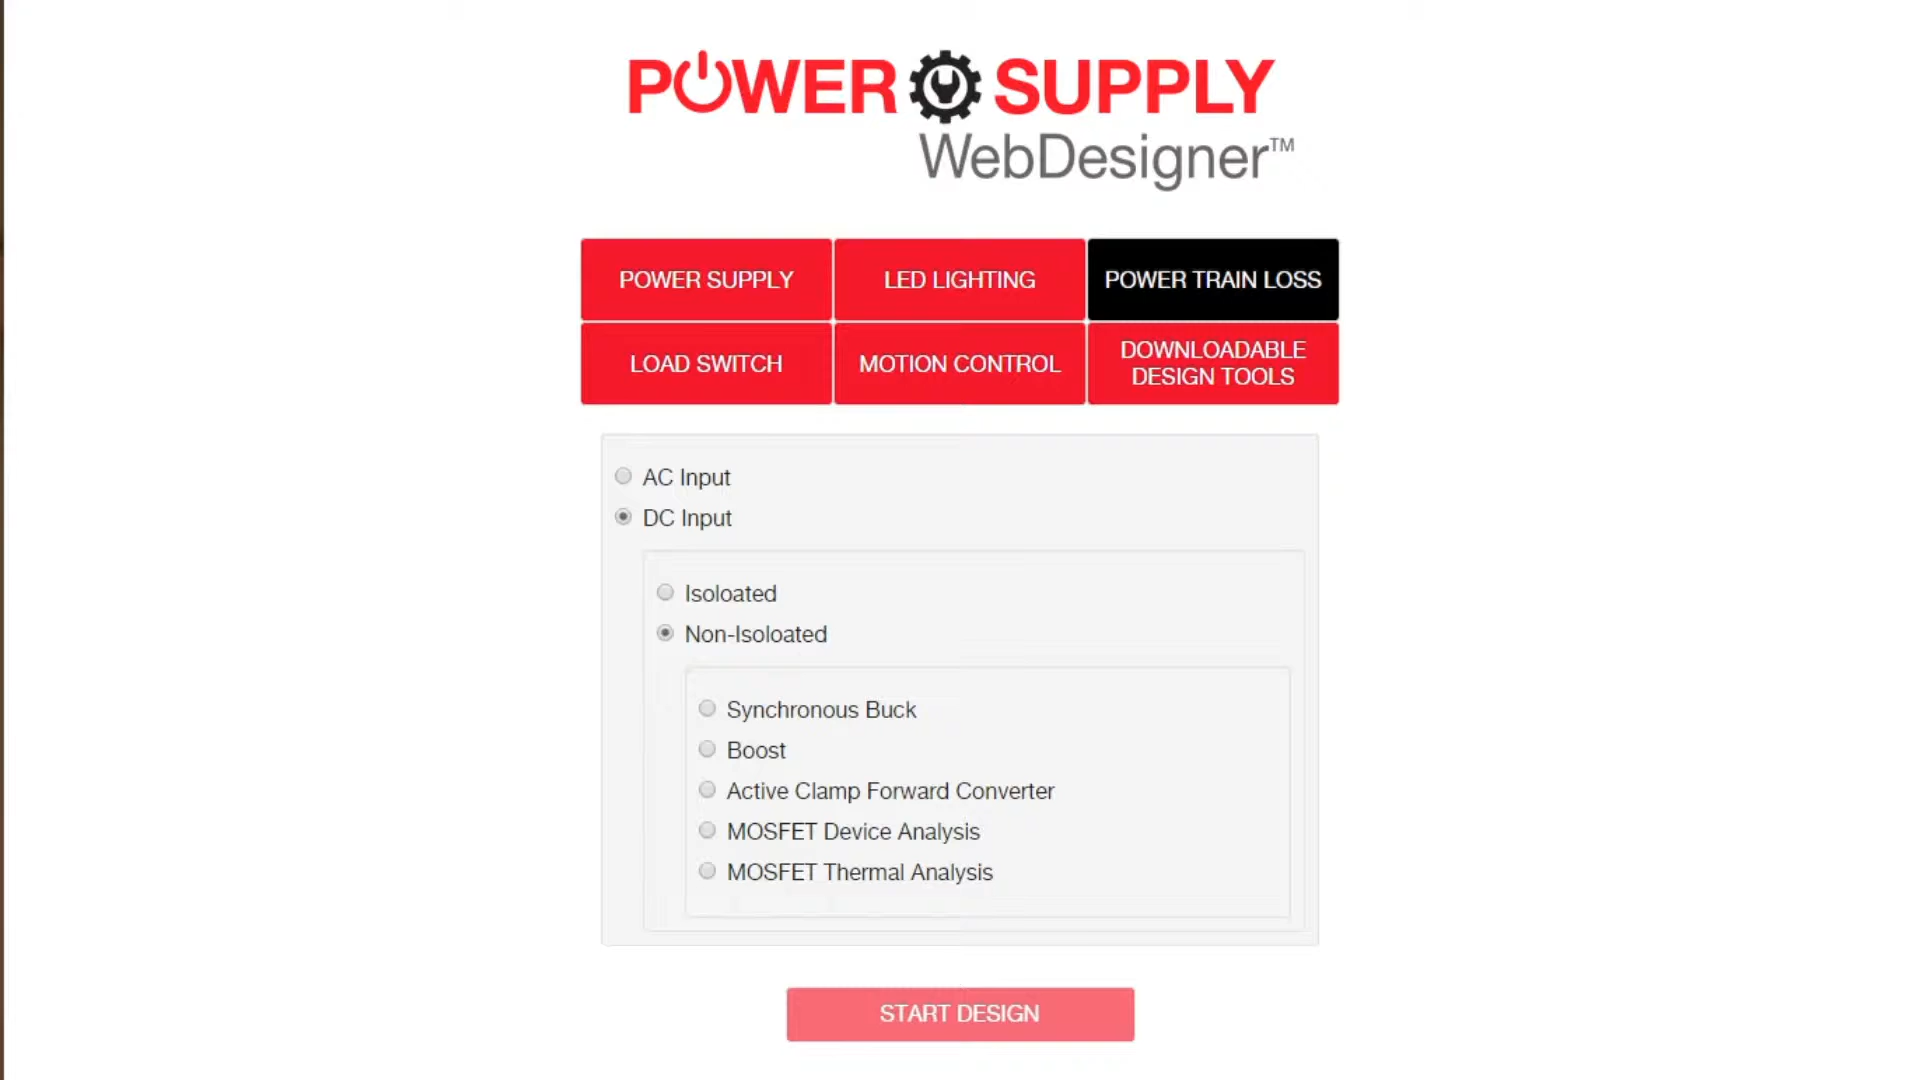 POWER SUPPLY
WebDesigner™
POWER SUPPLY
LED LIGHTING
POWER TRAIN LOSS
LOAD SWITCH
MOTION CONTROL
DOWNLOADABLE
DESIGN TOOLS
AC Input
DC Input
Isoloated
Non-Isoloated
Synchronous Buck
Boost
Active Clamp Forward Converter
MOSFET Device Analysis
MOSFET Thermal Analysis
START DESIGN